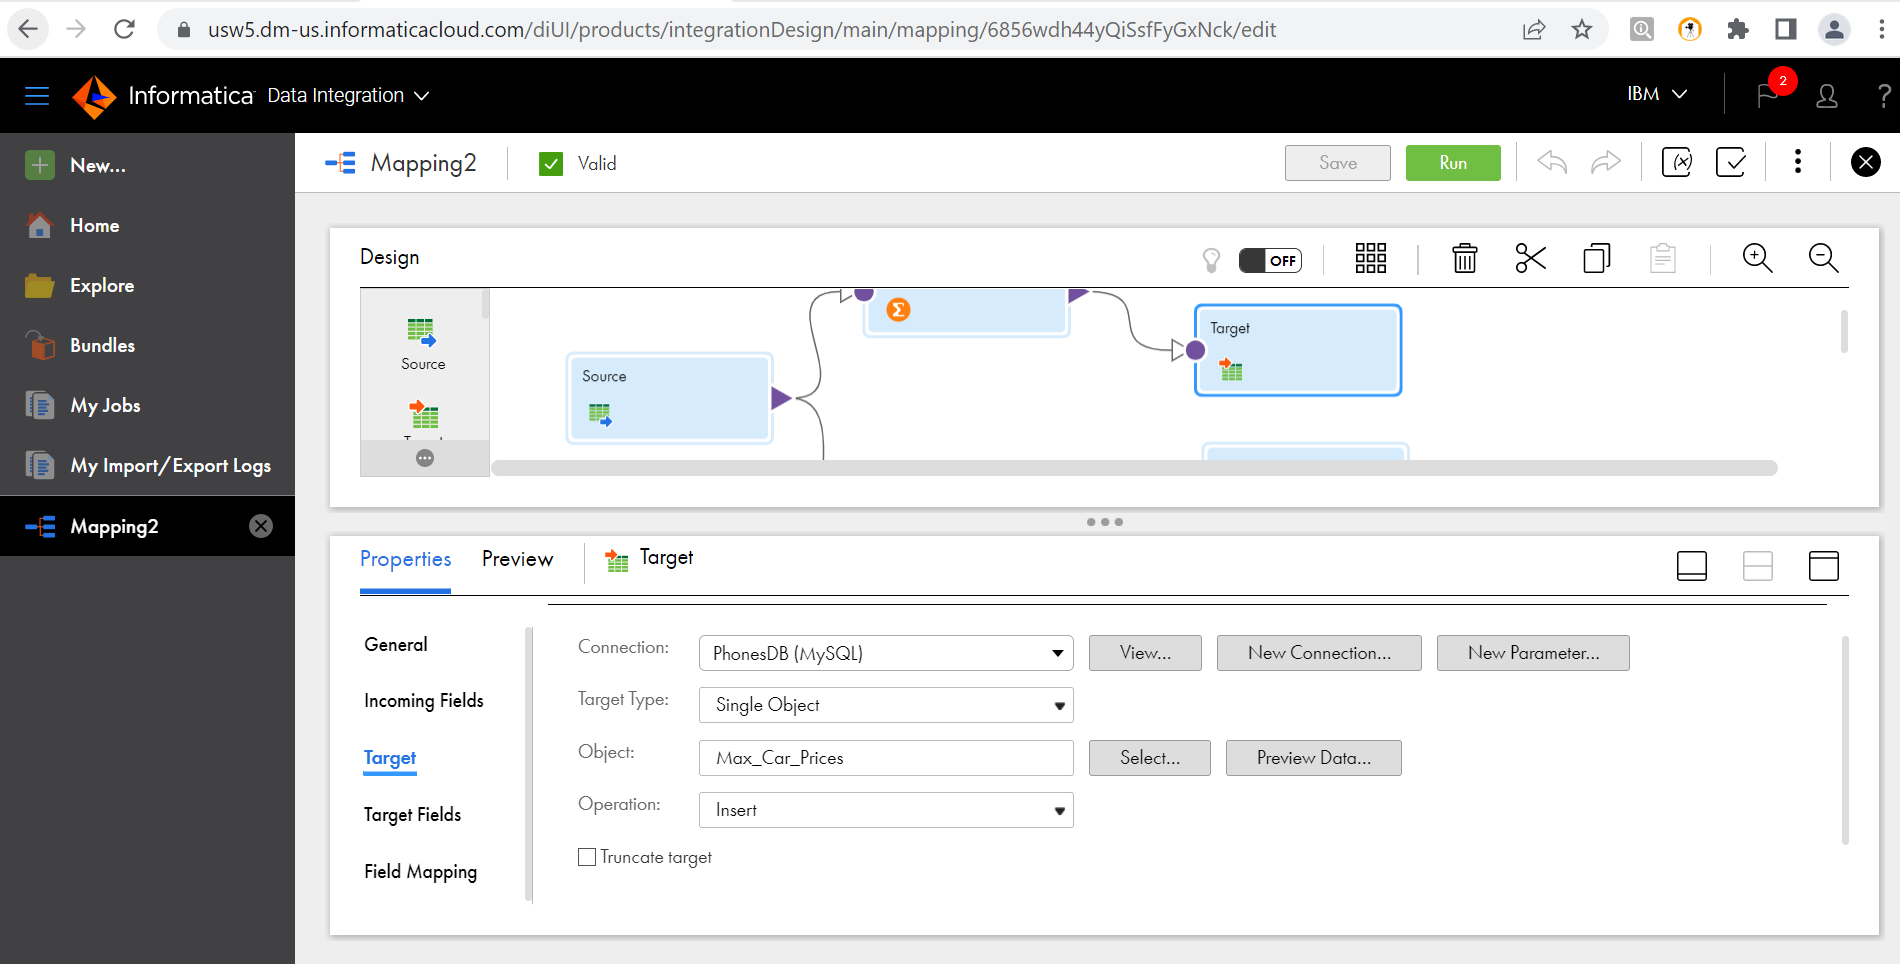 usw5.dm-us.informaticacloud.com/diUI/products/integrationDesign/main/mapping/6856wdh44yQiSsfFyGxNck/edit
Informatica Data Integration
IBM
2
?
New...
Home
Explore
Bundles
My Jobs
My Import/Export Logs
Mapping2
Mapping2
Valid
Save
Run
(x)
Design
OFF
Source
Source
Σ
Target
Properties
Preview
Target
General
Incoming Fields
Target
Target Fields
Field Mapping
Connection:
PhonesDB (MySQL)
View...
New Connection...
New Parameter...
Target Type:
Single Object
Object:
Max_Car_Prices
Select...
Preview Data...
Operation:
Insert
Truncate target